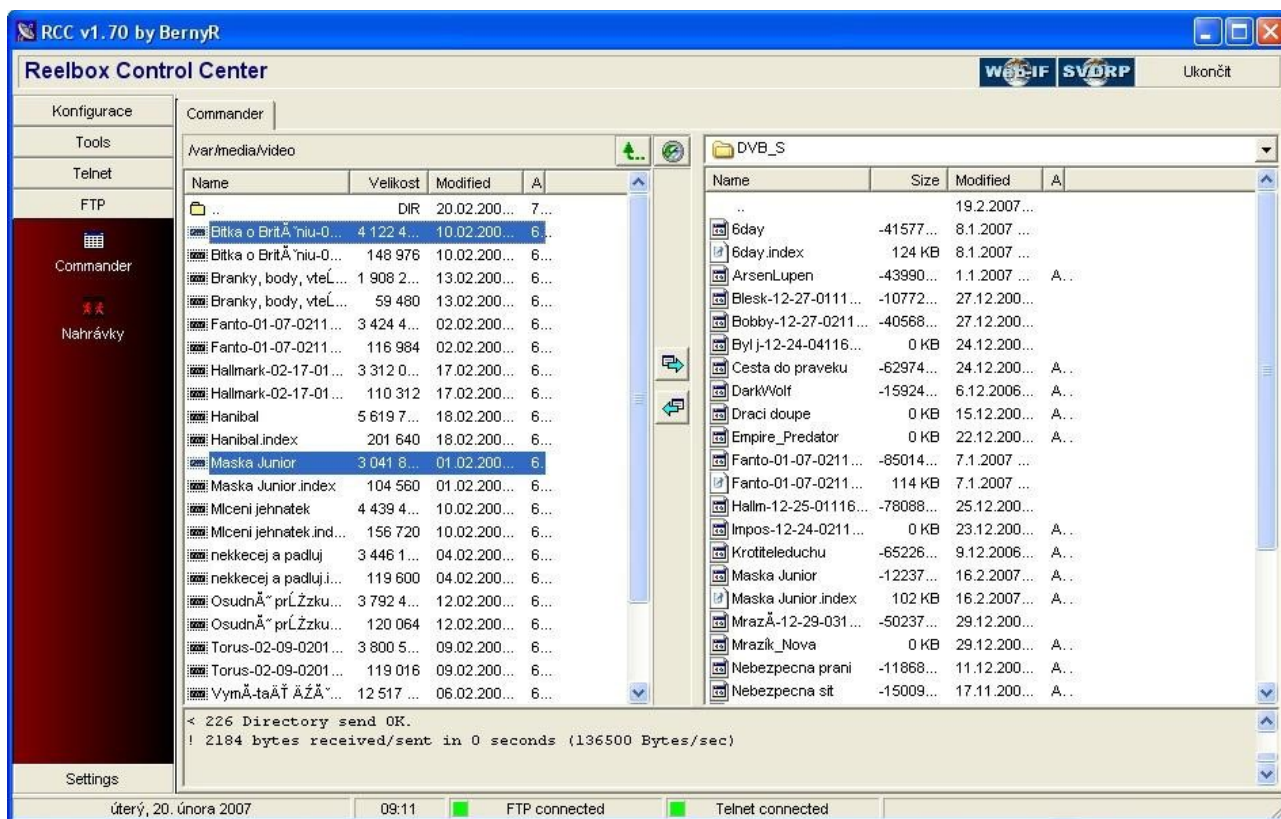 RCC v1.70 by BernyR
Reelbox Control Center
Web-IF SVDRP Ukončit
Konfigurace
Tools
Telnet
FTP
Commander
Nahrávky
Settings
Commander
/var/media/video
Name Velikost Modified A
.. DIR 20.02.200... 7...
Bitka o BritÄ ˇniu-0... 4 122 4... 10.02.200... 6...
Bitka o BritÄ ˇniu-0... 148 976 10.02.200... 6...
Branky, body, vteĹ... 1 908 2... 13.02.200... 6...
Branky, body, vteĹ... 59 480 13.02.200... 6...
Fanto-01-07-0211... 3 424 4... 02.02.200... 6...
Fanto-01-07-0211... 116 984 02.02.200... 6...
Hallmark-02-17-01... 3 312 0... 17.02.200... 6...
Hallmark-02-17-01... 110 312 17.02.200... 6...
Hanibal 5 619 7... 18.02.200... 6...
Hanibal.index 201 640 18.02.200... 6...
Maska Junior 3 041 8... 01.02.200... 6.
Maska Junior.index 104 560 01.02.200... 6...
Mlceni jehnatek 4 439 4... 10.02.200... 6...
Mlceni jehnatek.ind... 156 720 10.02.200... 6...
nekkecej a padluj 3 446 1... 04.02.200... 6...
nekkecej a padluj.i... 119 600 04.02.200... 6...
OsudnĂ˝ prĹŻzku... 3 792 4... 12.02.200... 6...
OsudnĂ˝ prĹŻzku... 120 064 12.02.200... 6...
Torus-02-09-0201... 3 800 5... 09.02.200... 6...
Torus-02-09-0201... 119 016 09.02.200... 6...
12 517 ... 06.02.200... 6...
DVB_S
Name Size Modified A
.. 19.2.2007...
6day -41577... 8.1.2007 ...
6day.index 124 KB 8.1.2007 ...
ArsenLupen -43990... 1.1.2007 ... A..
Blesk-12-27-0111... -10772... 27.12.200...
Bobby-12-27-0211... -40568... 27.12.200...
Byl j-12-24-04116... 0 KB 24.12.200...
Cesta do praveku -62974... 24.12.200... A..
DarkWolf -15924... 6.12.2006... A..
Draci doupe 0 KB 15.12.200... A..
Empire_Predator 0 KB 22.12.200... A..
Fanto-01-07-0211... -85014... 7.1.2007 ...
Fanto-01-07-0211... 114 KB 7.1.2007 ...
Hallm-12-25-01116... -78088... 25.12.200...
Impos-12-24-0211... 0 KB 23.12.200... A..
Krotiteleduchu -65226... 9.12.2006... A..
Maska Junior -12237... 16.2.2007... A..
Maska Junior.index 102 KB 16.2.2007... A..
MrazĂ-12-29-031... -50237... 29.12.200...
Mrazík_Nova 0 KB 29.12.200... A..
Nebezpecna prani -11868... 11.12.200... A..
Nebezpecna sit -15009... 17.11.200... A..
< 226 Directory send OK.
! 2184 bytes received/sent in 0 seconds (136500 Bytes/sec)
úterý, 20. února 2007 09:11 FTP connected Telnet connected